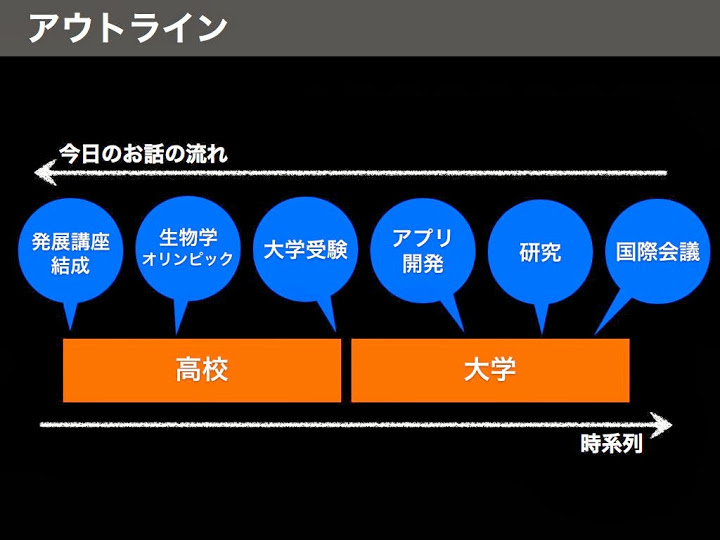 アウトライン
今日のお話の流れ
発展講座
結成
生物学
オリンピック
大学受験
アプリ
開発
研究
国際会議
高校
大学
時系列